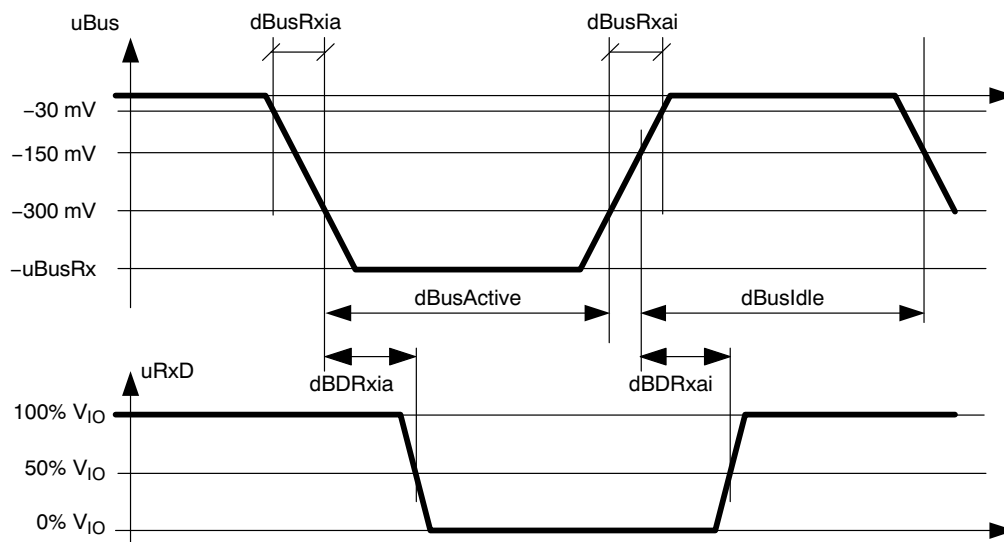 uBus
dBusRxia
dBusRxai
−30 mV
−150 mV
−300 mV
−uBusRx
dBusActive
dBusIdle
uRxD
dBDRxia
dBDRxai
100% VIO
50% VIO
0% VIO